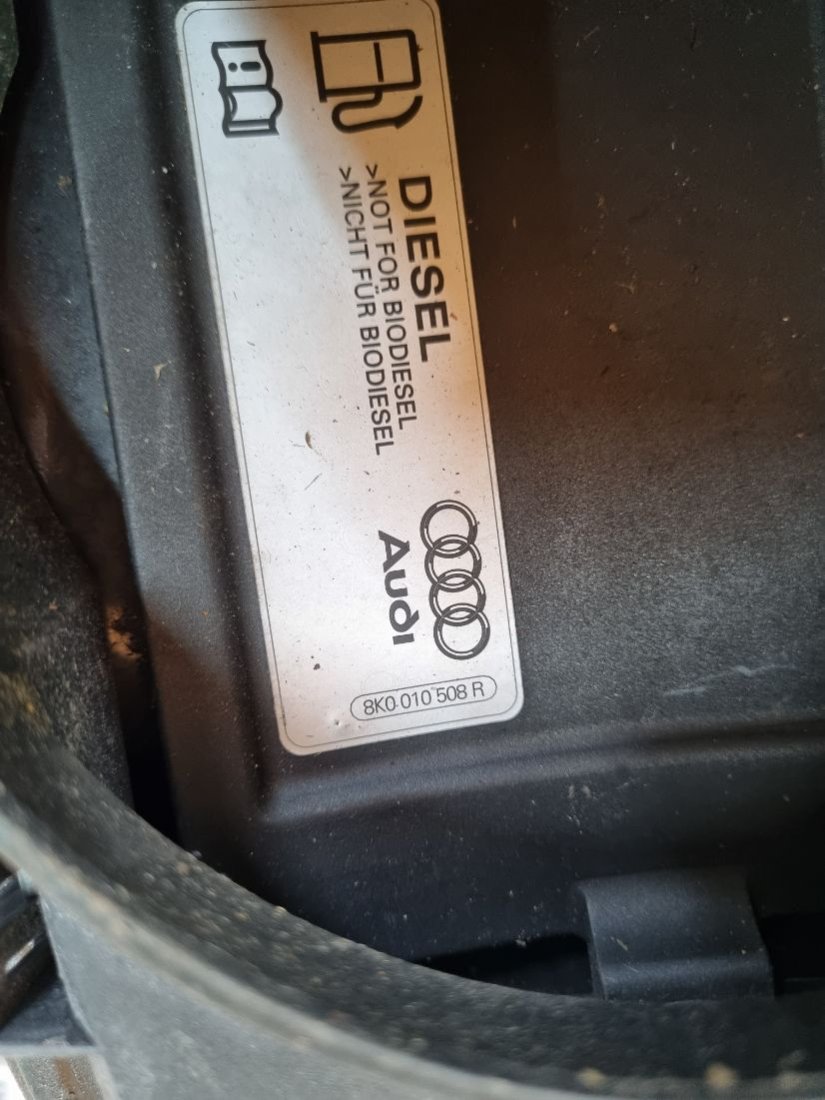 DIESEL
>NOT FOR BIODIESEL
>NICHT FÜR BIODIESEL
Audi
8K0 010 508 R